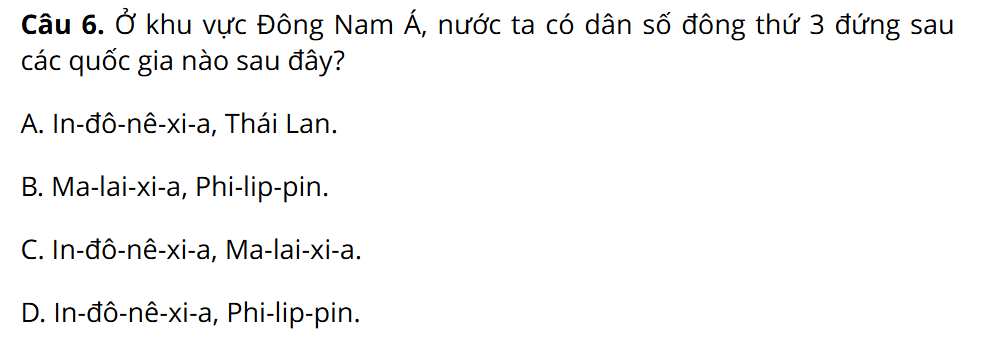 Câu 6. Ở khu vực Đông Nam Á, nước ta có dân số đông thứ 3 đứng sau
các quốc gia nào sau đây?
A. In-đô-nê-xi-a, Thái Lan.
B. Ma-lai-xi-a, Phi-lip-pin.
C. In-đô-nê-xi-a, Ma-lai-xi-a.
D. In-đô-nê-xi-a, Phi-lip-pin.